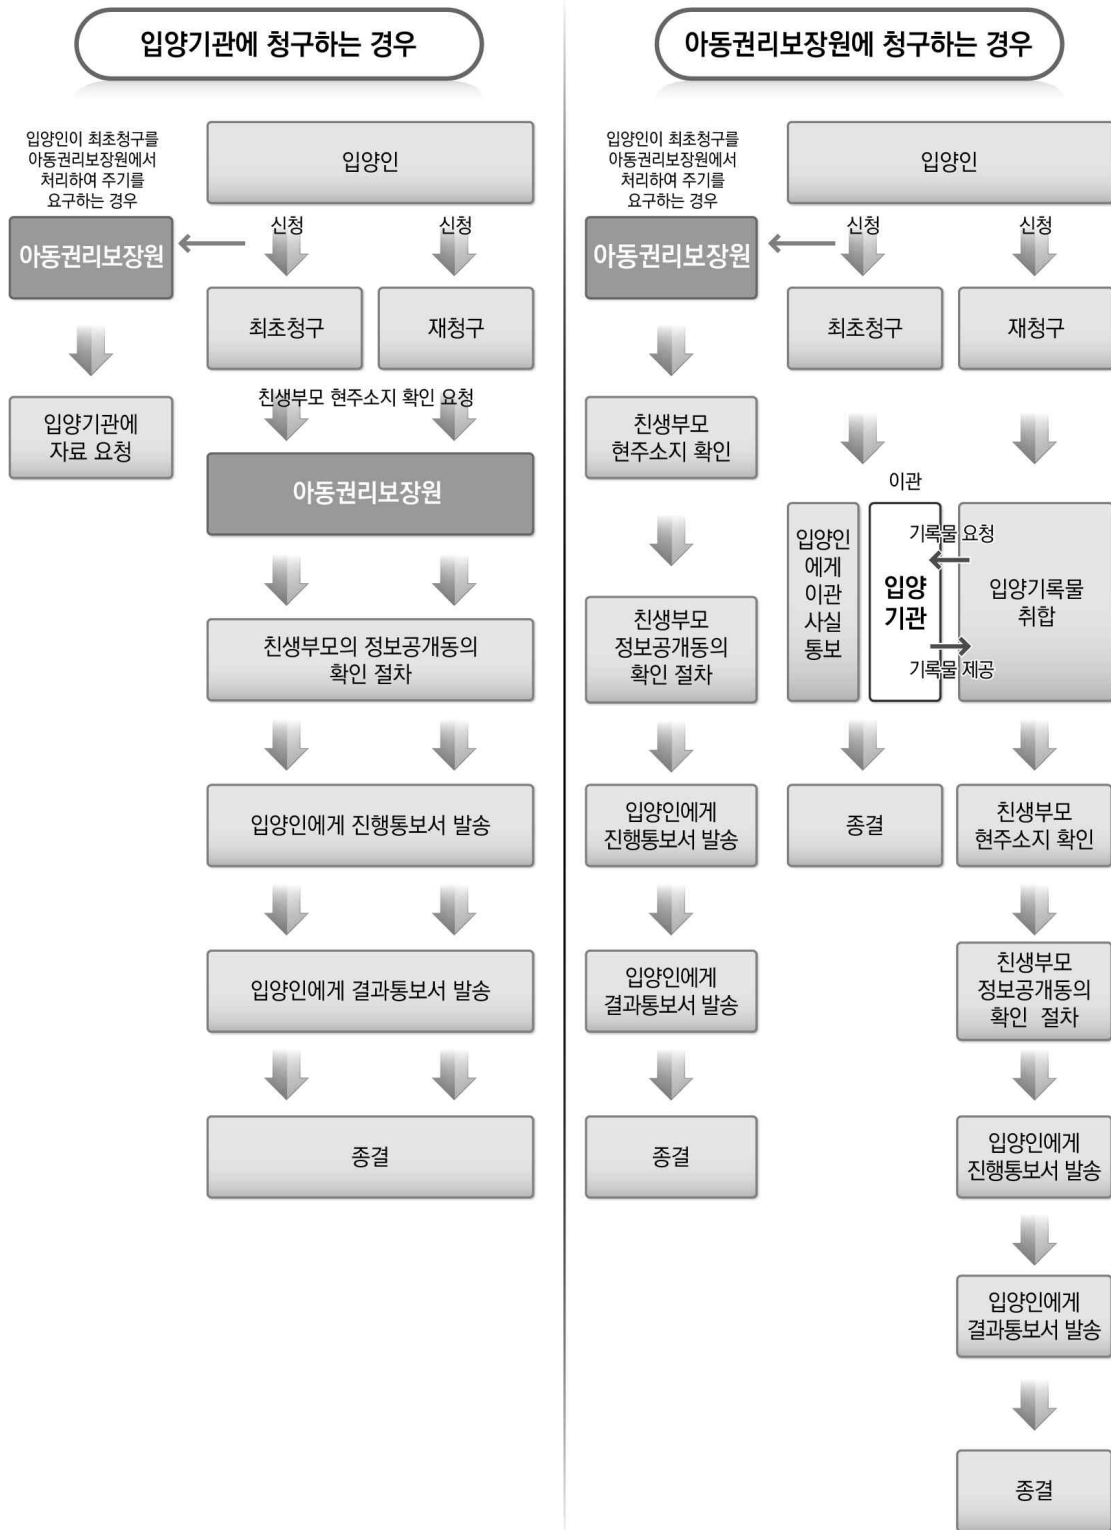 입양기관에 청구하는 경우
입양인이 최초청구를
아동권리보장원에서
처리하여 주기를
요구하는 경우
입양인
신청
신청
아동권리보장원
최초청구
재청구
친생부모 현주소지 확인 요청
입양기관에
자료 요청
아동권리보장원
친생부모의 정보공개동의
확인 절차
입양인에게 진행통보서 발송
입양인에게 결과통보서 발송
종결
아동권리보장원에 청구하는 경우
입양인이 최초청구를
아동권리보장원에서
처리하여 주기를
요구하는 경우
입양인
신청
신청
아동권리보장원
최초청구
재청구
친생부모
현주소지 확인
이관
입양인
에게
이관
사실
통보
입양
기관
기록물 요청
기록물 제공
입양기록물
취합
친생부모
정보공개동의
확인 절차
입양인에게
진행통보서 발송
종결
친생부모
현주소지 확인
입양인에게
결과통보서 발송
친생부모
정보공개동의
확인 절차
종결
입양인에게
진행통보서 발송
입양인에게
결과통보서 발송
종결